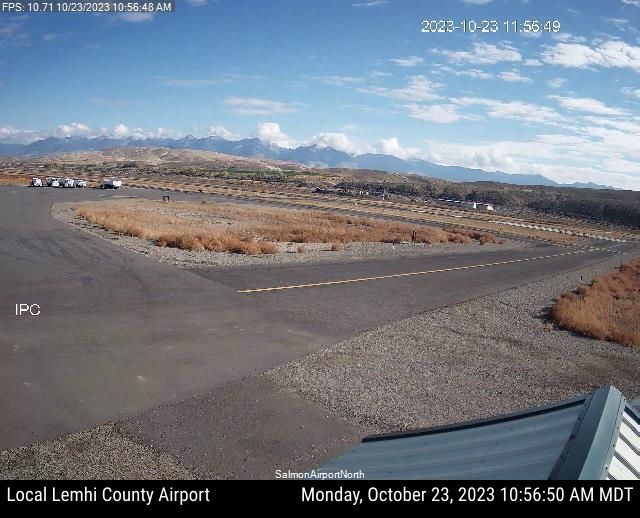 FPS: 10.71 10/23/2023 10:56:48 AM
2023-10-23 11:56:49
IPC
SalmonAirportNorth
Local Lemhi County Airport Monday, October 23, 2023 10:56:50 AM MDT